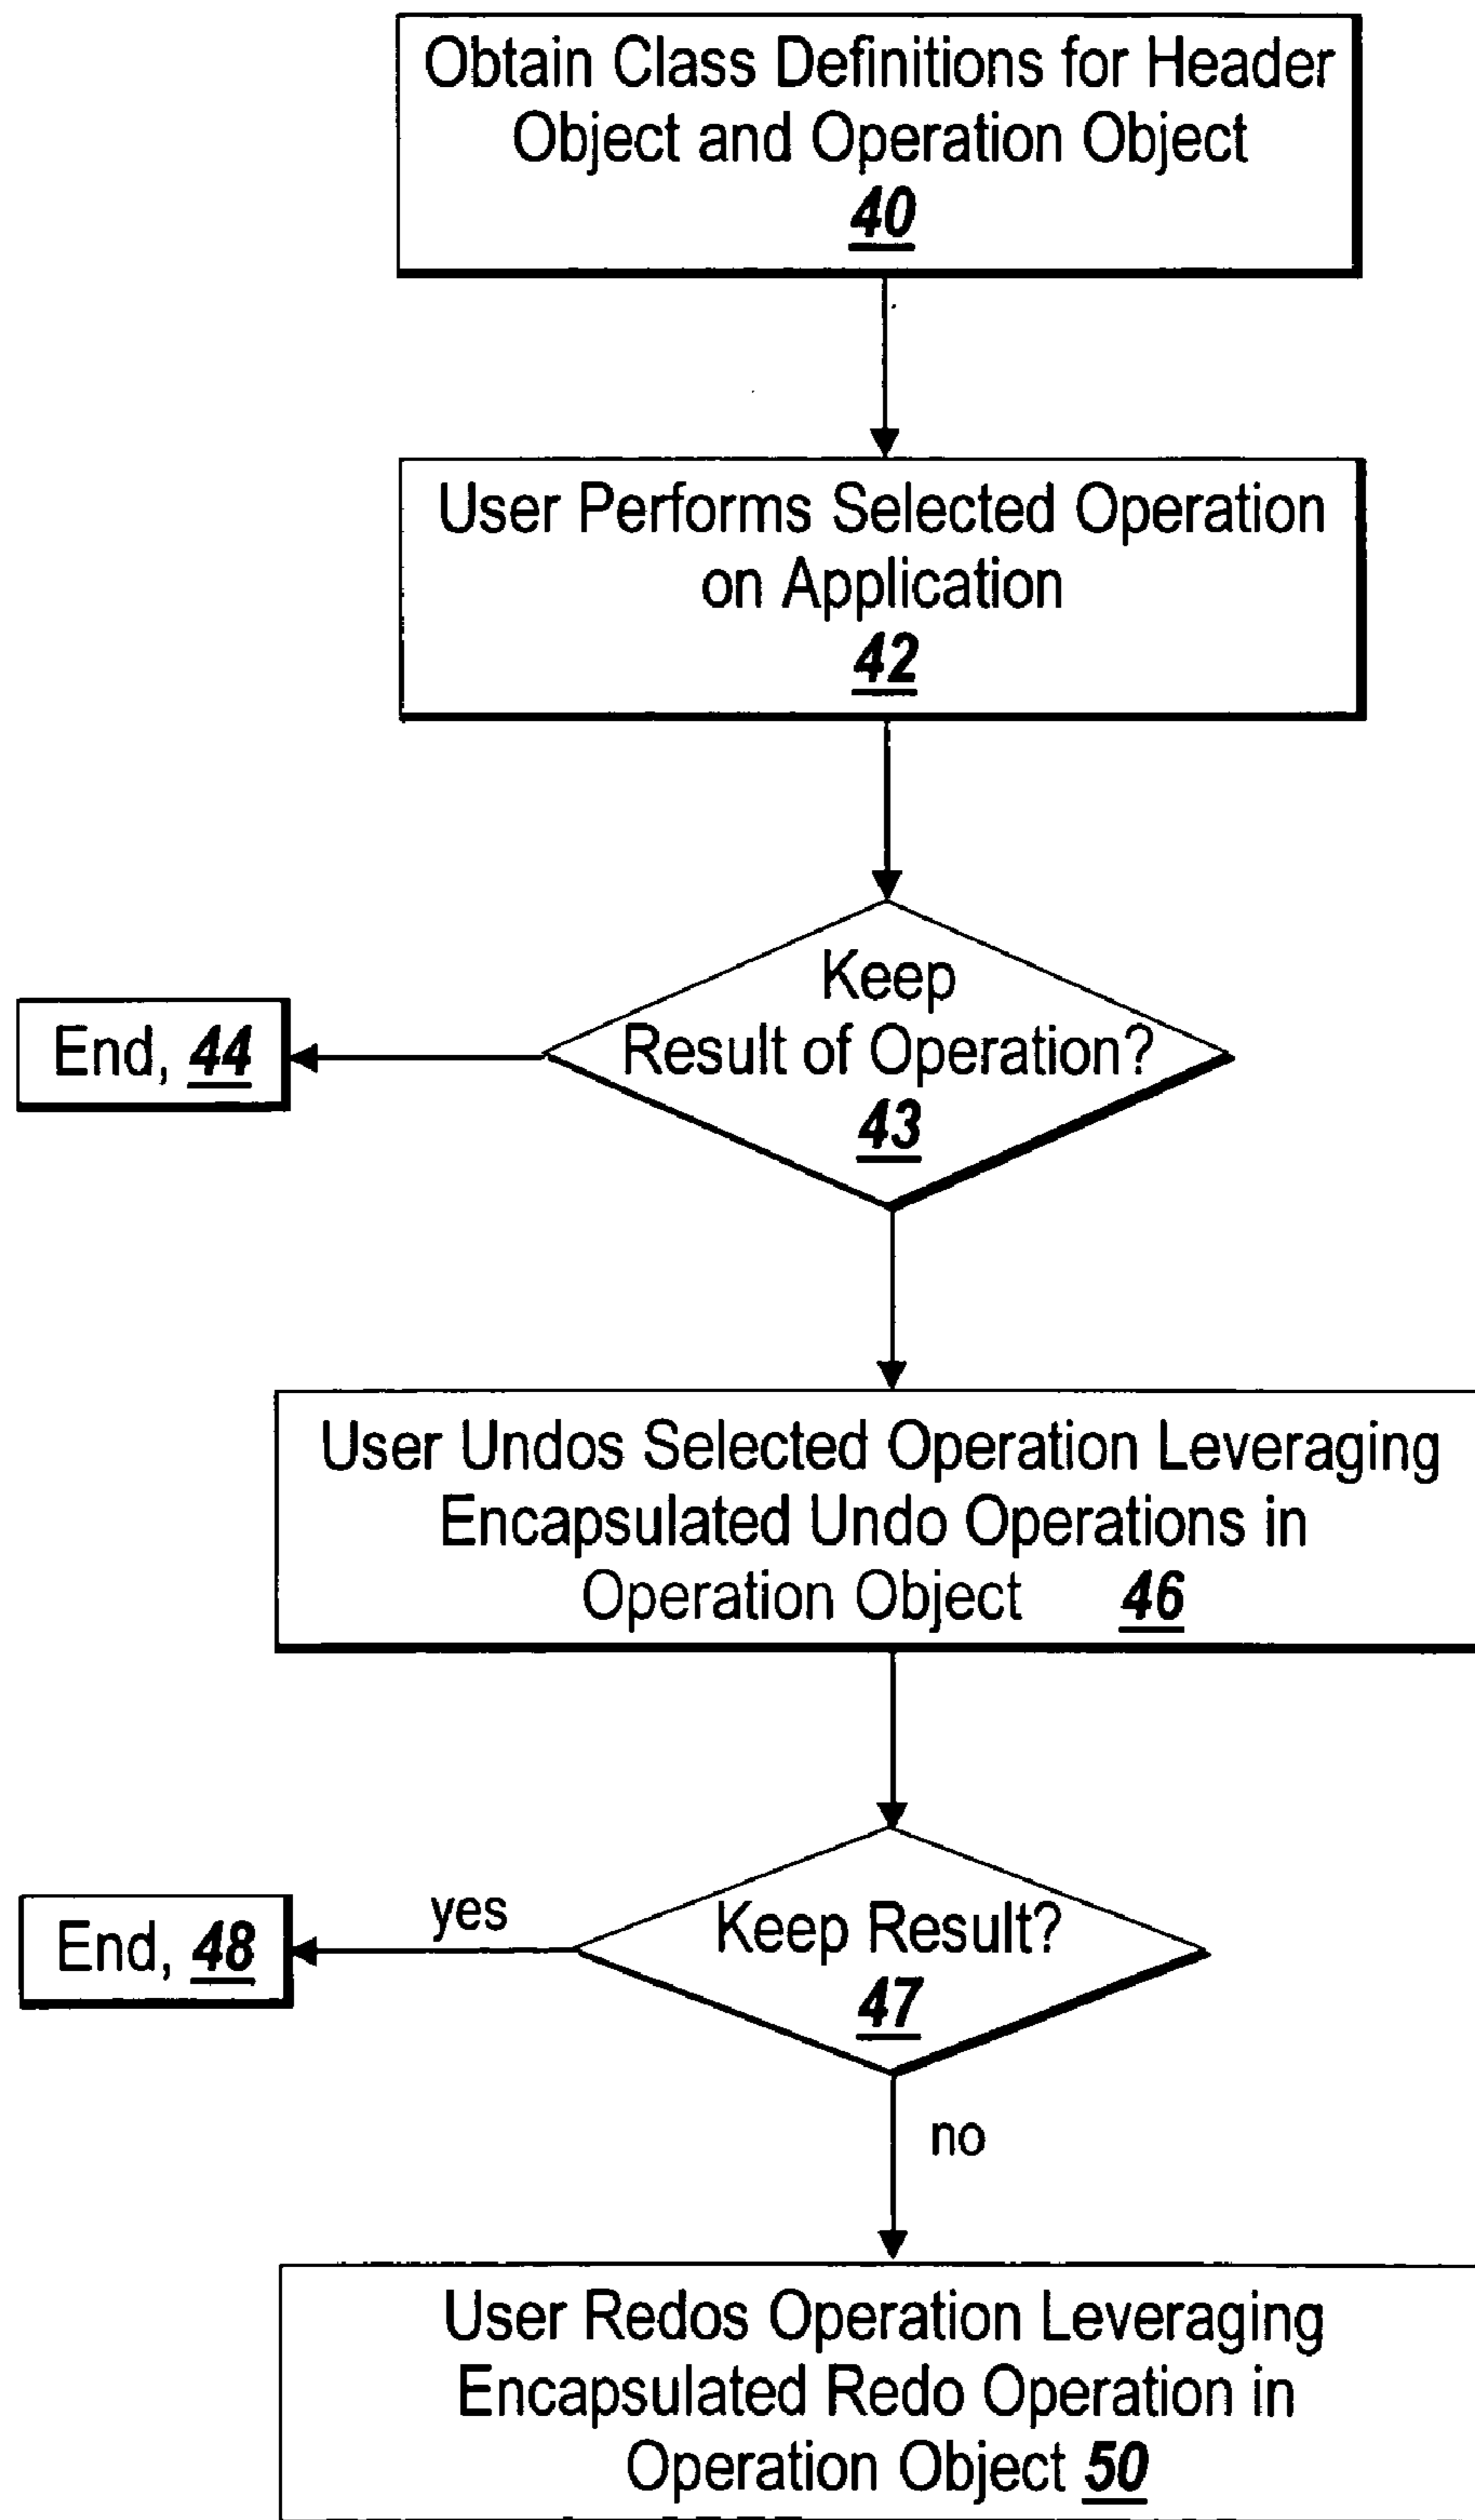 Obtain Class Definitions for Header
Object and Operation Object
40
User Performs Selected Operation
on Application
42
Keep
Result of Operation?
43
End, 44
User Undos Selected Operation Leveraging
Encapsulated Undo Operations in
Operation Object 46
Keep Result?
47
yes
End, 48
no
User Redos Operation Leveraging
Encapsulated Redo Operation in
Operation Object 50